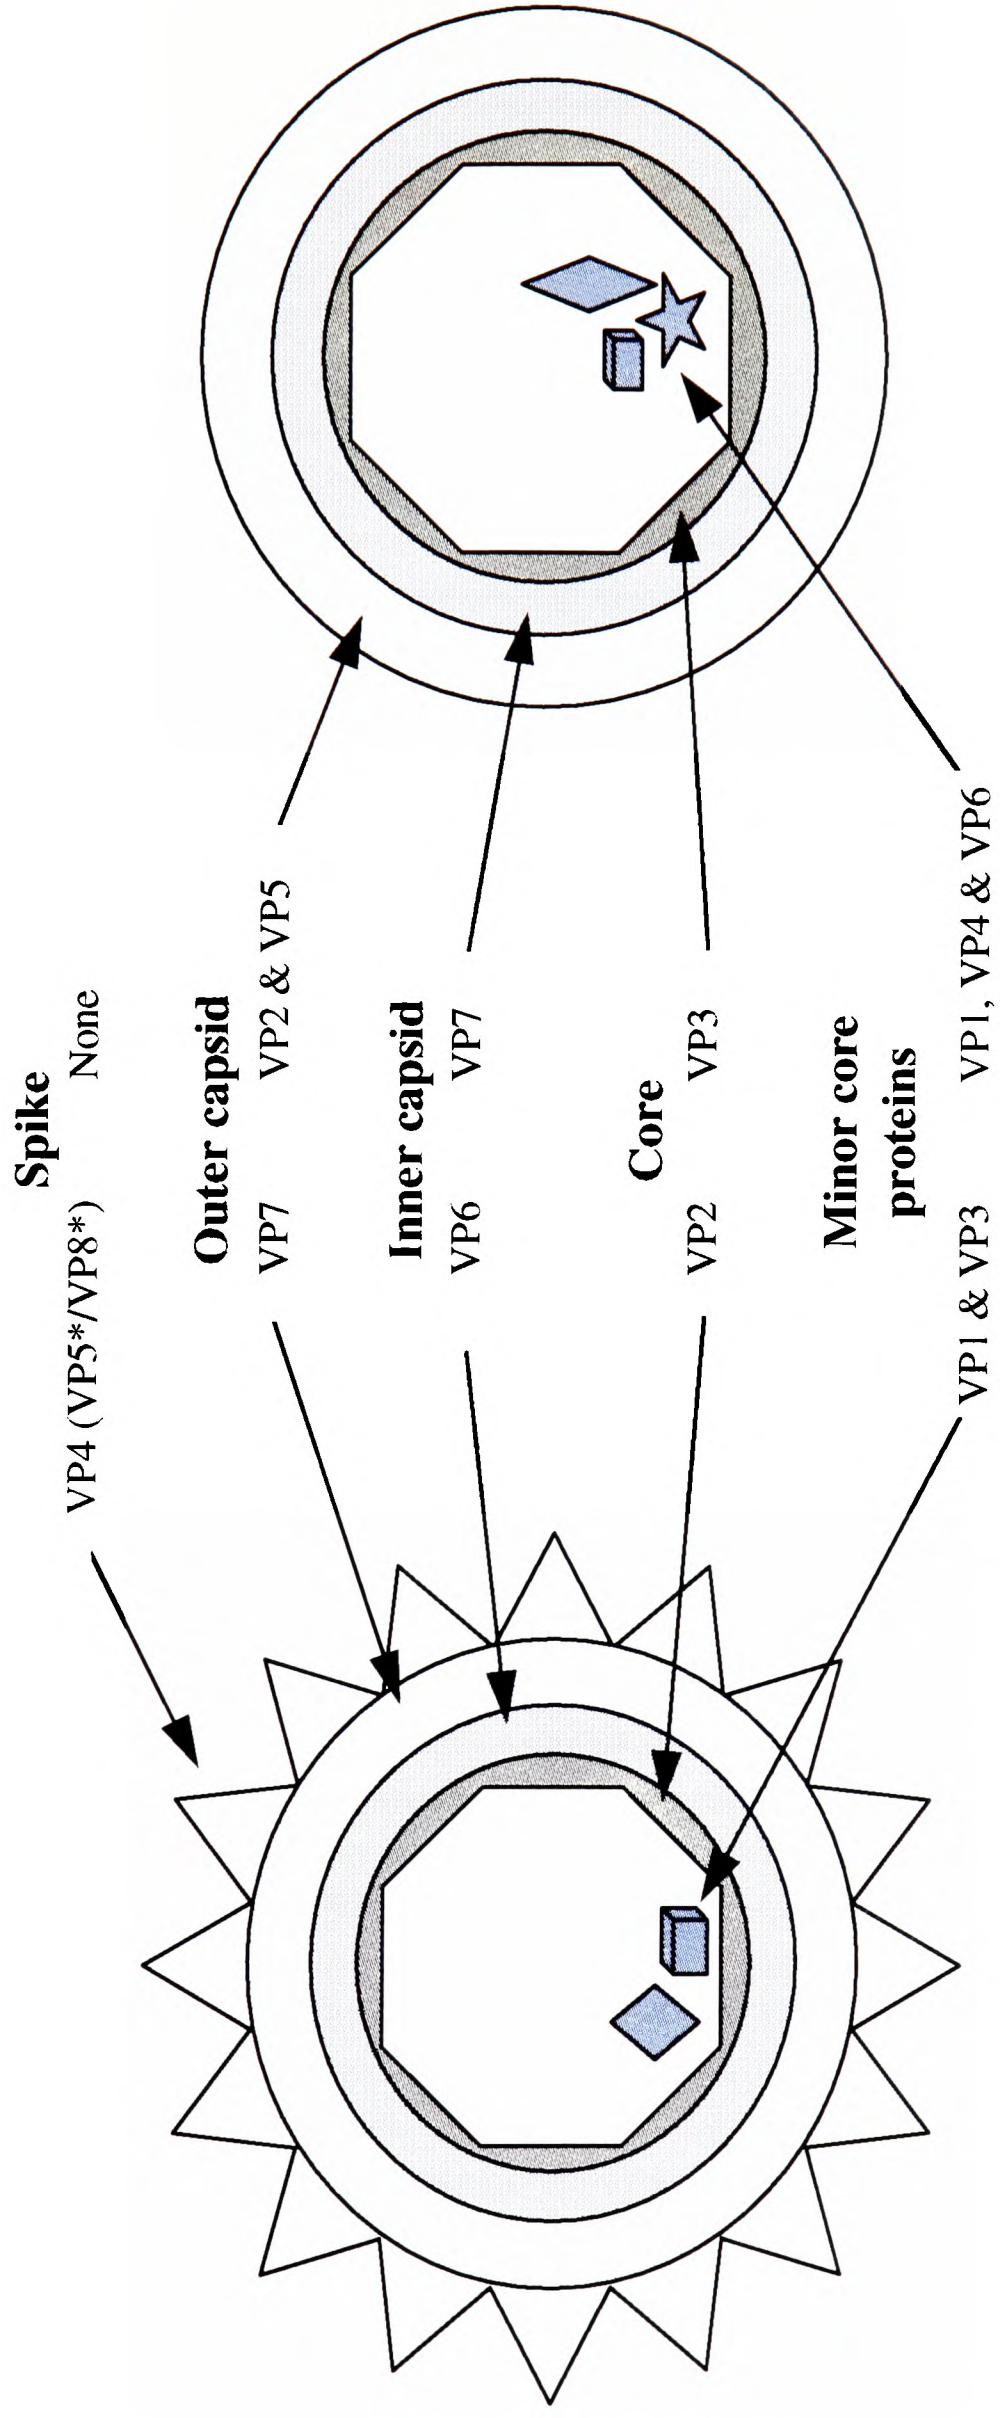 Spike
VP4 (VP5*/VP8*) None
Outer capsid
VP7 VP2 & VP5
Inner capsid
VP6 VP7
Core
VP2 VP3
Minor core
proteins
VP1 & VP3 VP1, VP4 & VP6